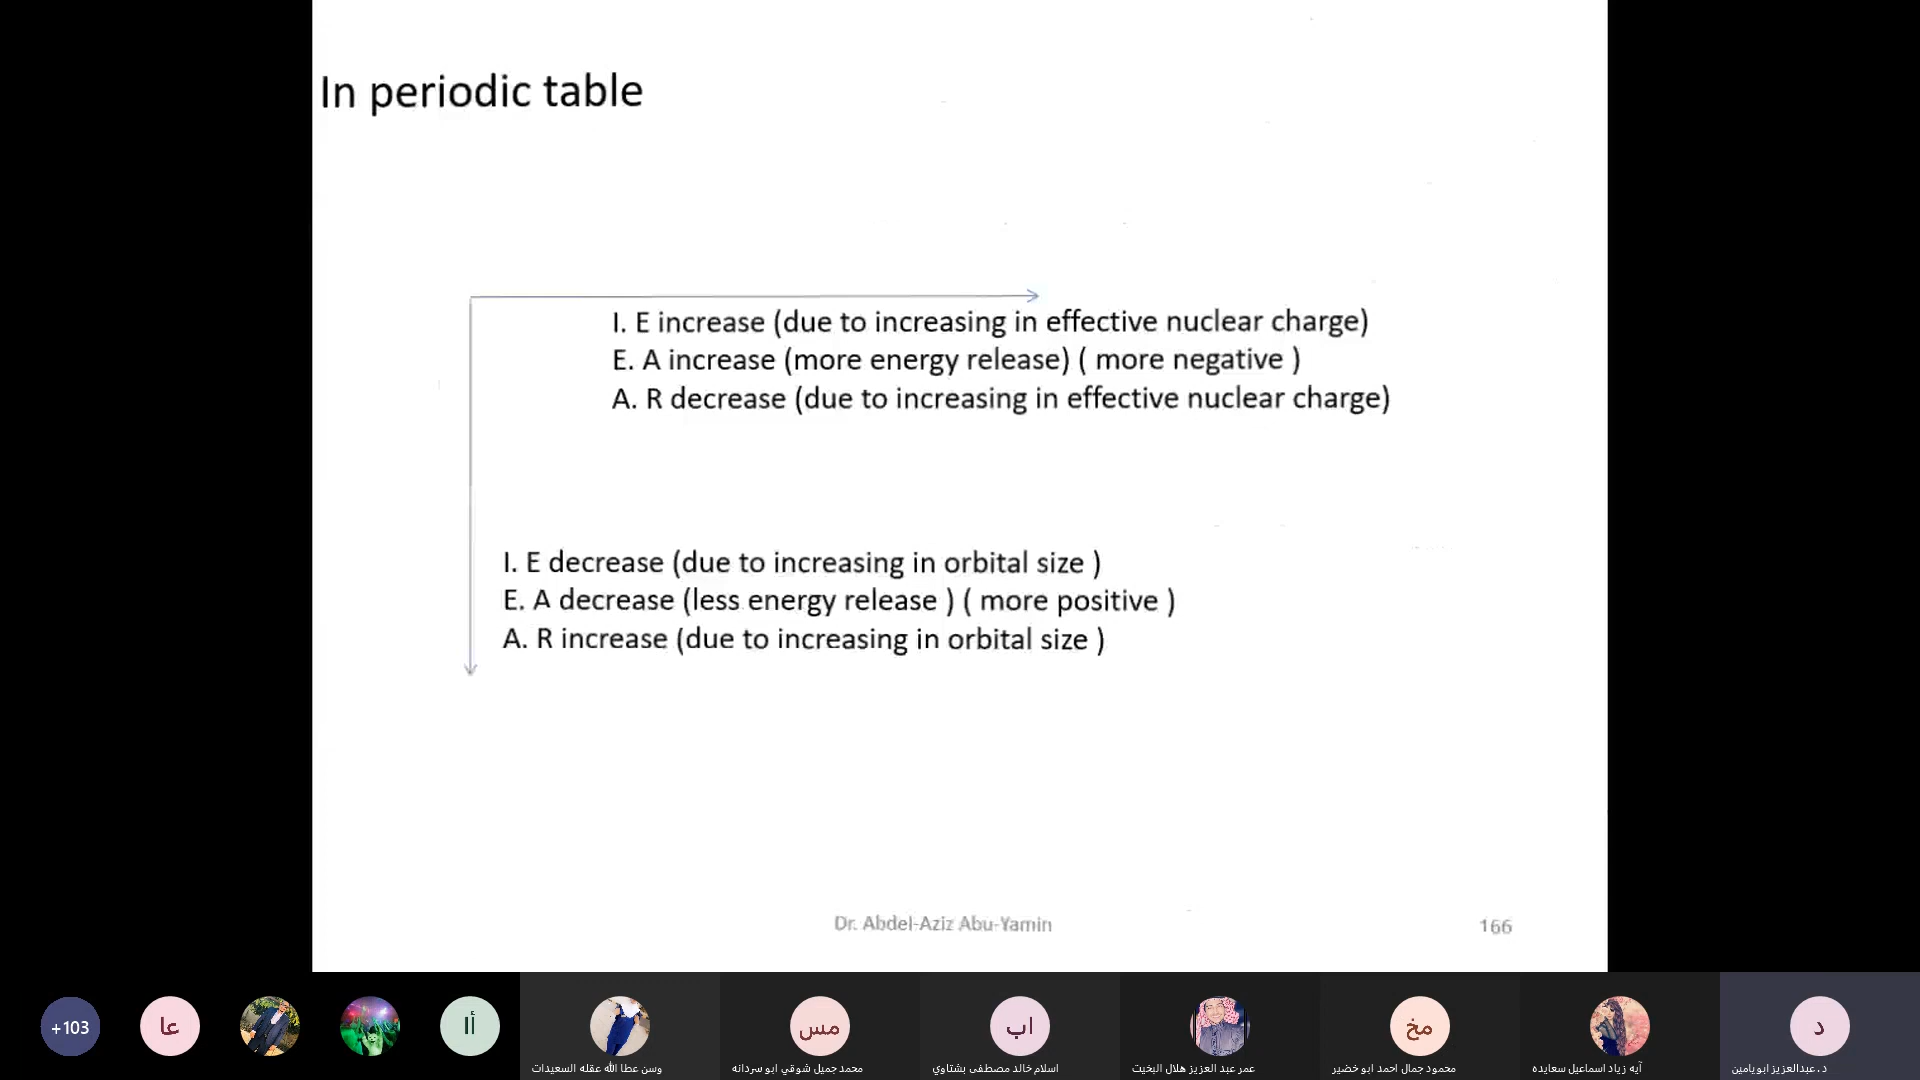 In periodic table
I. E increase (due to increasing in effective nuclear charge)
E. A increase (more energy release) ( more negative )
A. R decrease (due to increasing in effective nuclear charge)
I. E decrease (due to increasing in orbital size )
E. A decrease (less energy release ) ( more positive )
A. R increase (due to increasing in orbital size )
Dr. Abdel-Aziz Abu-Yamin
166
+103
عا
أا
مس
اب
مخ
د
وسن عطا الله عقله السعيدات
محمد جميل شوقي ابو سردانه
اسلام خالد مصطفى بشتاوي
عمر عبد العزيز هلال البخيت
محمود جمال احمد ابو خضير
آيه زياد اسماعيل سعايده
د.عبدالعزيز ابويامين